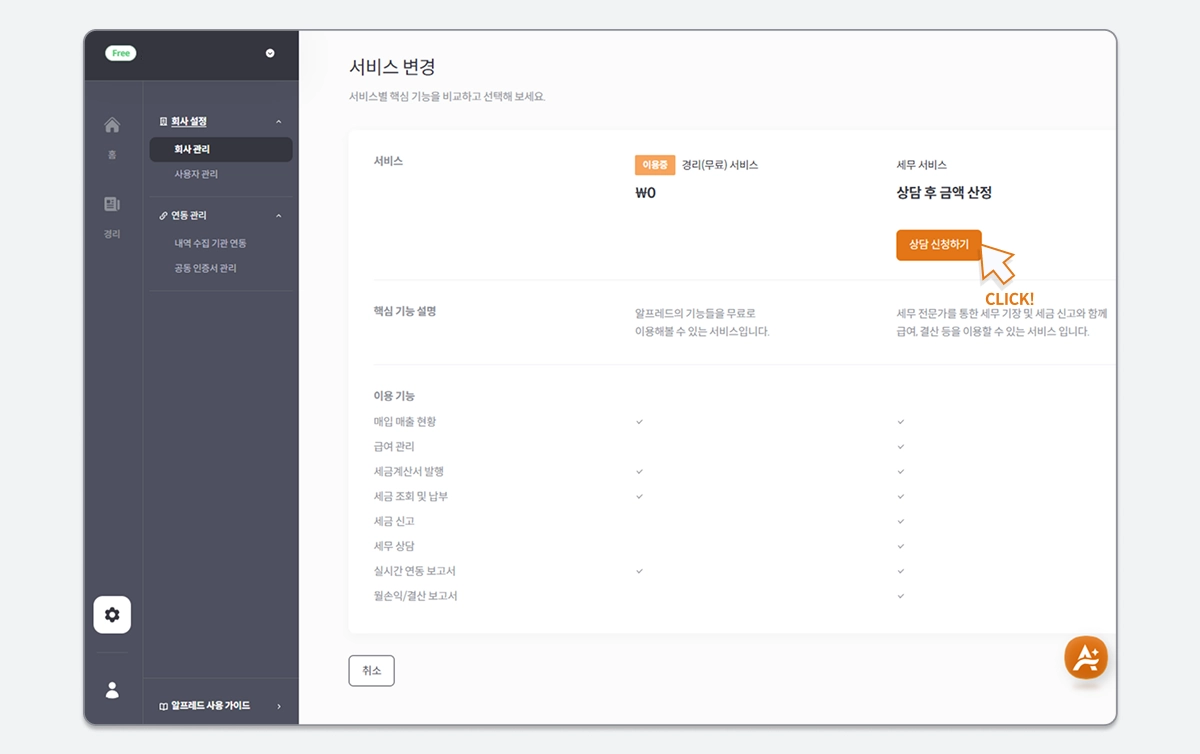 Free
홈
경리
회사 설정
회사 관리
사용자 관리
연동 관리
내역 수집 기관 연동
공동 인증서 관리
알프레드 사용 가이드
서비스 변경
서비스별 핵심 기능을 비교하고 선택해 보세요.
서비스
이용중 경리(무료) 서비스
₩0
세무 서비스
상담 후 금액 산정
상담 신청하기
CLICK!
핵심 기능 설명
알프레드의 기능들을 무료로
이용해볼 수 있는 서비스입니다.
세무 전문가를 통한 세무 기장 및 세금 신고와 함께
급여, 결산 등을 이용할 수 있는 서비스 입니다.
이용 기능
매입 매출 현황
급여 관리
세금계산서 발행
세금 조회 및 납부
세금 신고
세무 상담
실시간 연동 보고서
월손익/결산 보고서
취소